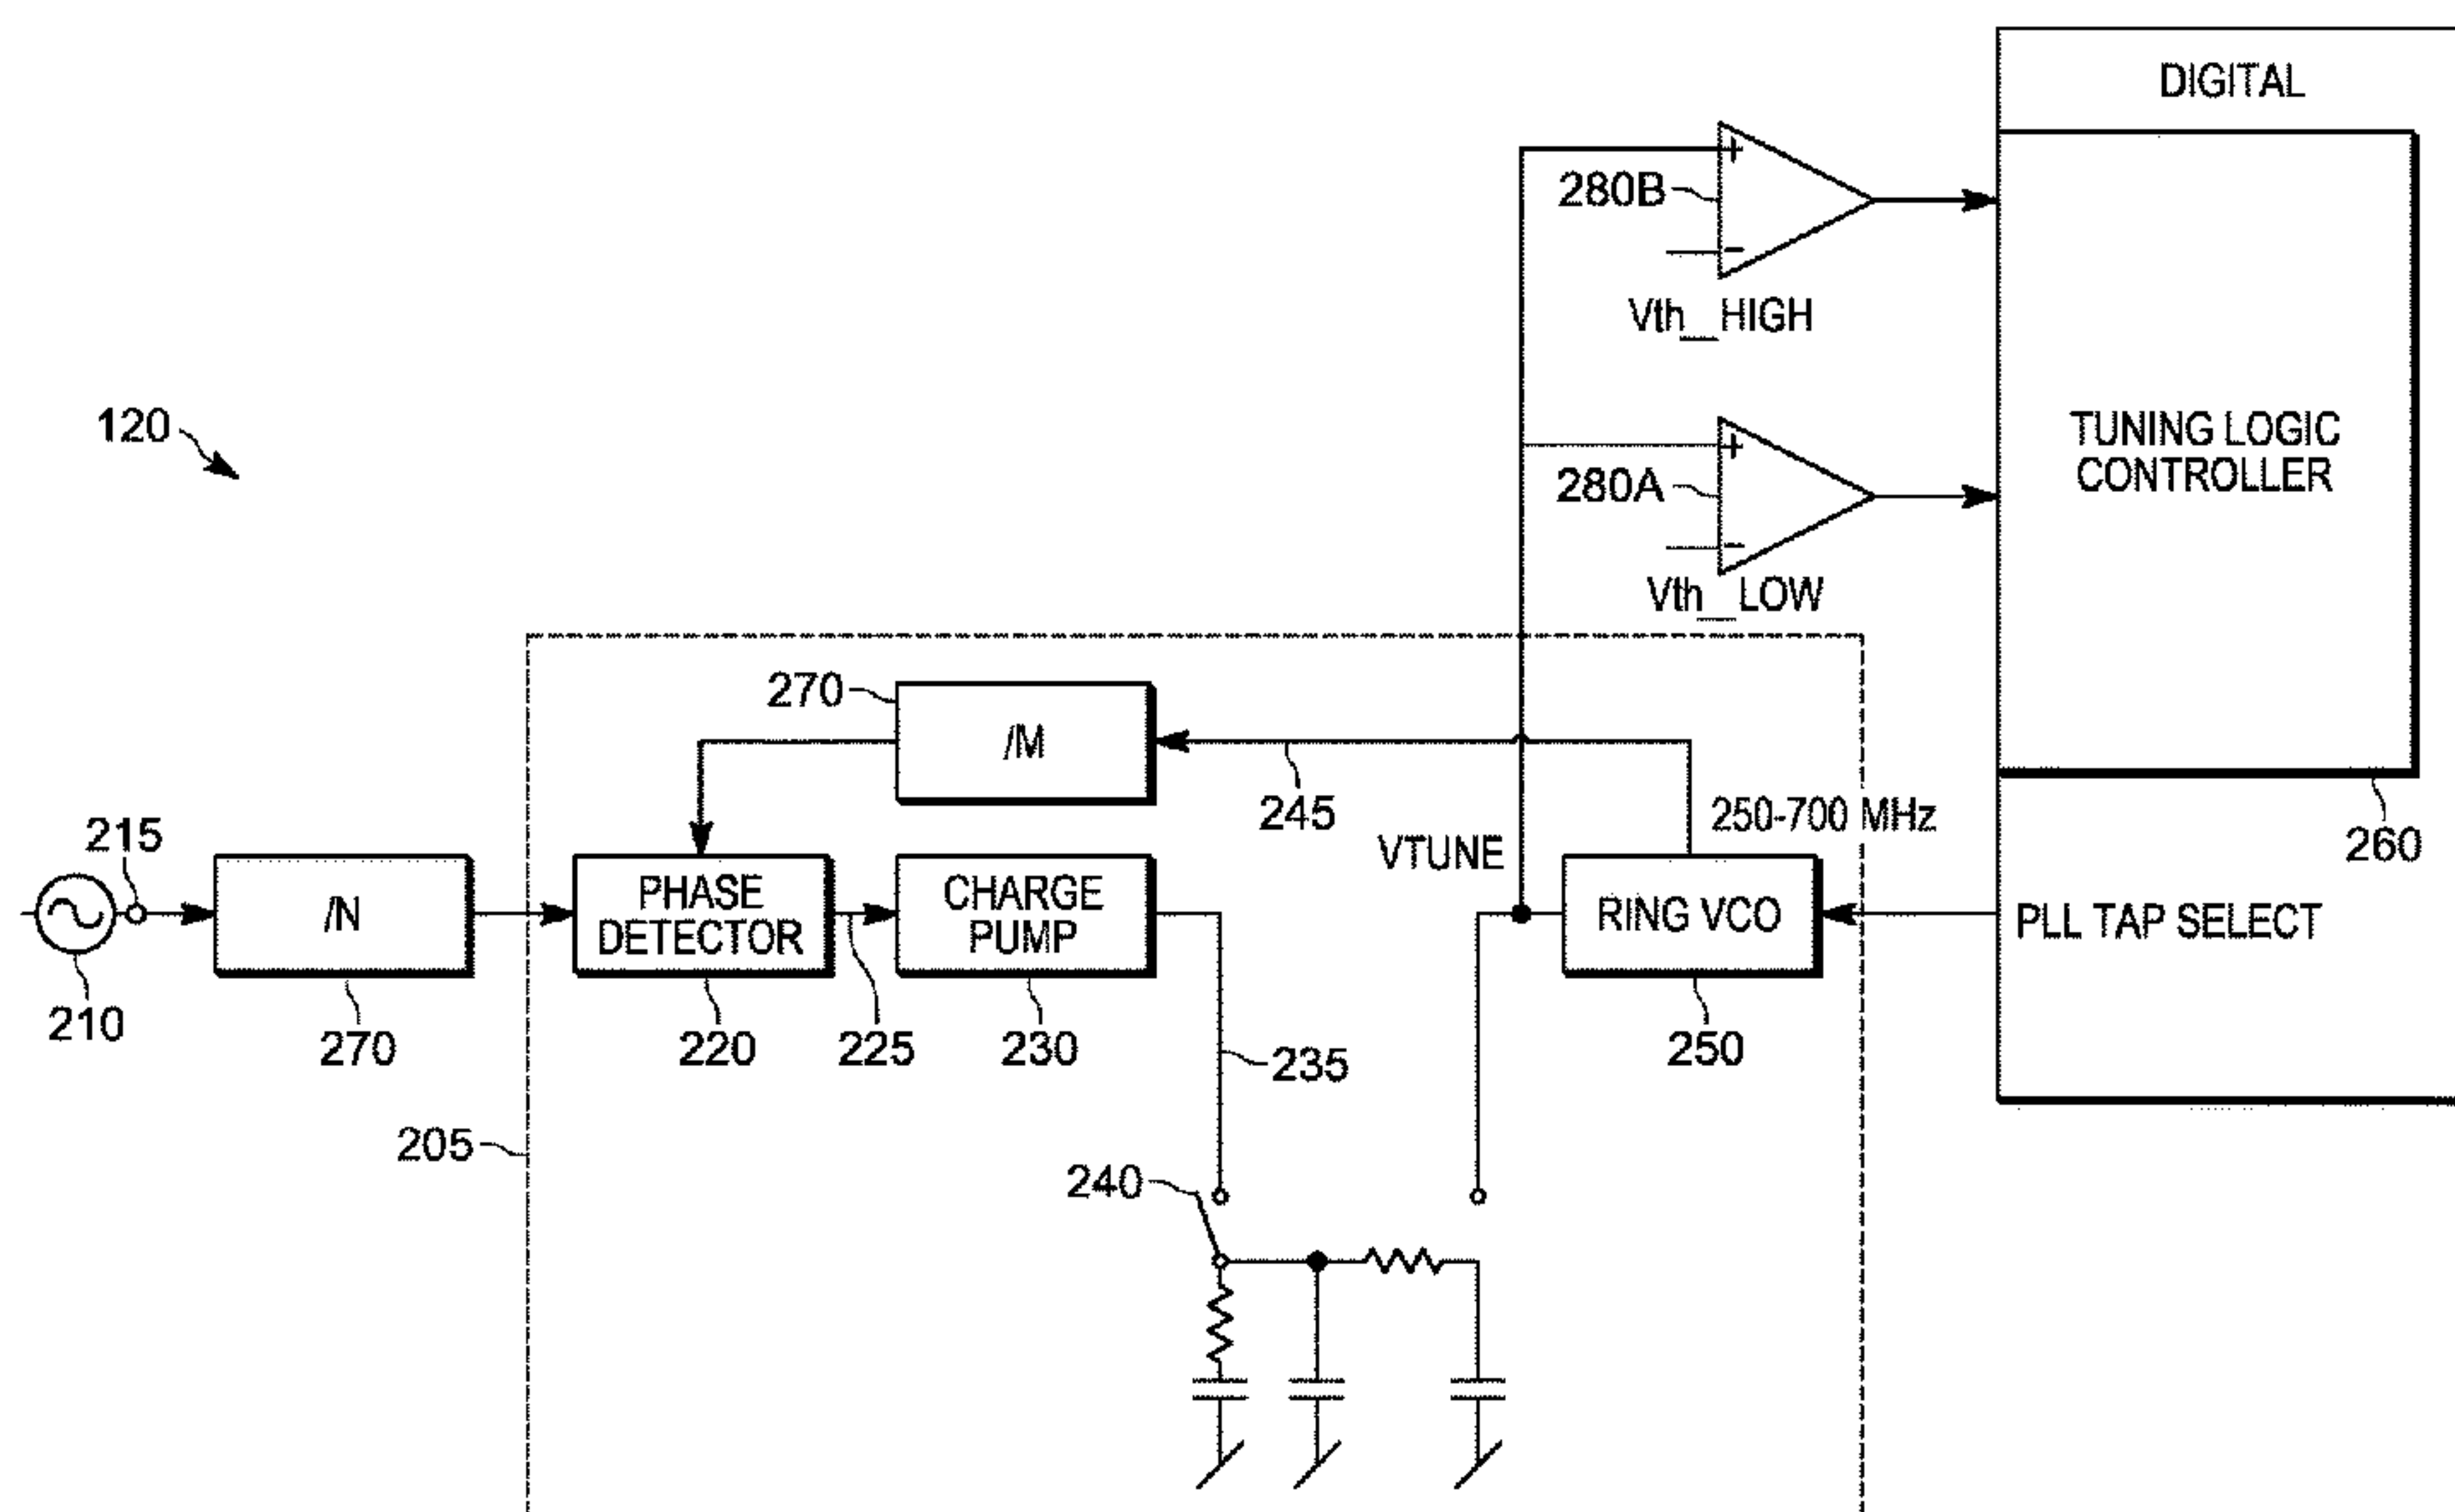 DIGITAL
+
280B
-
Vth_HIGH
120
TUNING LOGIC
CONTROLLER
+
280A
-
Vth_LOW
270
/M
245
250-700 MHz
260
215
VTUNE
/N
PHASE
DETECTOR
CHARGE
PUMP
RING VCO
PLL TAP SELECT
210
270
220
225
230
235
250
205
240